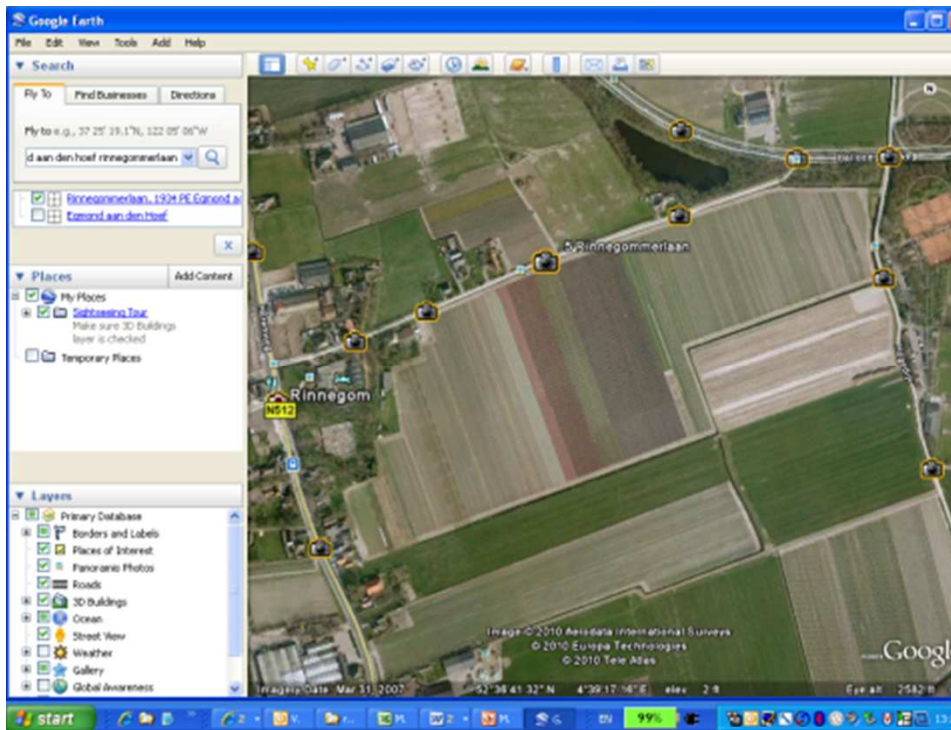 Google Earth
File Edit View Tools Add Help
Search
Fly To Find Businesses Directions
Fly to e.g., 37 25' 19.1"N, 122 05' 06"W
d aan den hoef rinnegommerlaan
Rinnegommerlaan, 1934 PE Egmond a
Egmond aan den Hoef
Places Add Content
My Places
Sightseeing Tour
Make sure 3D Buildings
layer is checked
Temporary Places
Layers
Primary Database
Borders and Labels
Places of Interest
Panoramio Photos
Roads
3D Buildings
Ocean
Street View
Weather
Gallery
Global Awareness
N
5 Rinnegommerlaan
Rinnegom
N512
Image © 2010 Aerodata International Surveys
© 2010 Europa Technologies
© 2010 Tele Atlas
Google
Imagery Date: Mar 31, 2007 52°36'41.32" N 4°39'17.16" E elev 2 ft Eye alt 2582 ft
start EN 99%